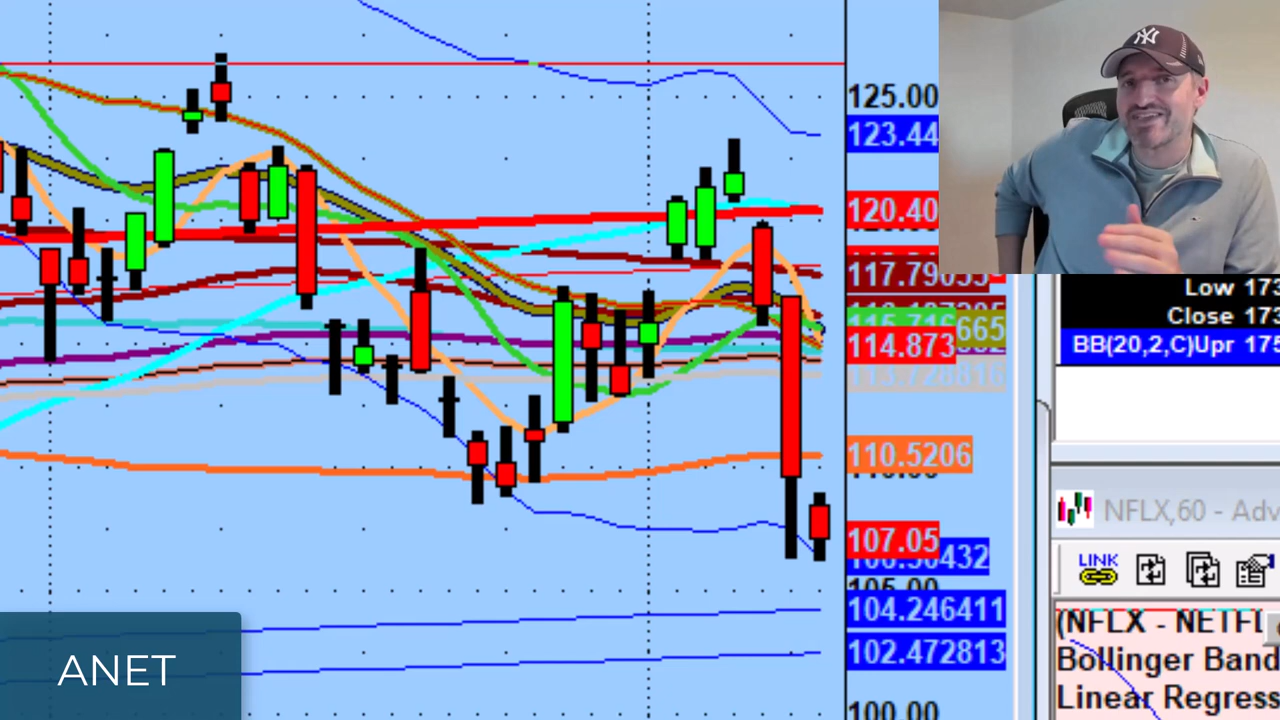 125.00
123.44
120.40
114.873
110.5206
107.05
104.246411
102.472813
100.00
ANET
NY
Low 173
Close 173
BB(20,2,C)Upr 175
NFLX,60 - Adv
LINK
(NFLX - NETFL
Bollinger Band
Linear Regress